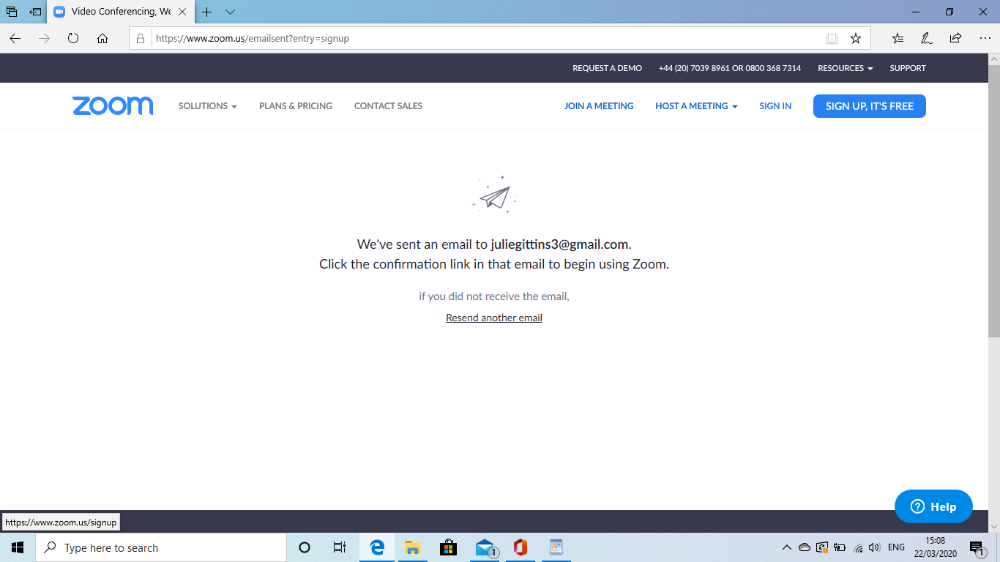 Video Conferencing, We
https://www.zoom.us/emailsent?entry=signup
REQUEST A DEMO +44 (20) 7039 8961 OR 0800 368 7314 RESOURCES SUPPORT
zoom SOLUTIONS PLANS & PRICING CONTACT SALES JOIN A MEETING HOST A MEETING SIGN IN SIGN UP, IT'S FREE
We've sent an email to juliegittins3@gmail.com.
Click the confirmation link in that email to begin using Zoom.
if you did not receive the email,
Resend another email
? Help
https://www.zoom.us/signup
Type here to search 1 ENG 15:08 1
22/03/2020